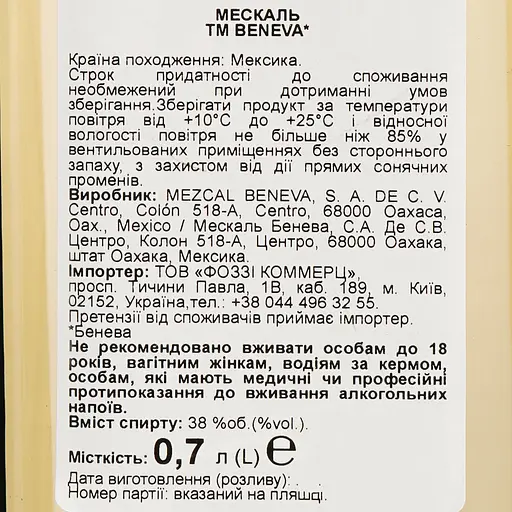 МЕСКАЛЬ
ТМ BENEVA*
Країна походження: Мексика.
Строк придатності до споживання
необмежений при дотриманні умов
зберігання.Зберігати продукт за температури
повітря від +10°С до +25°С і відносної
вологості повітря не більше ніж 85% у
вентильованих приміщеннях без стороннього
запаху, з захистом від дії прямих сонячних
променів.
Виробник: MEZCAL BENEVA, S. A. DE C. V.
Centro, Colón 518-A, Centro, 68000 Oaxaca,
Oax., Mexico / Мескаль Бенева, С.А. Де С.В.
Центро, Колон 518-А, Центро, 68000 Оахака,
штат Оахака, Мексика.
Імпортер: ТОВ «ФОЗЗІ КОММЕРЦ»,
просп. Тичини Павла, 1В, каб. 189, м. Київ,
02152, Україна,тел.: +38 044 496 32 55.
Претензії від споживачів приймає імпортер.
*Бенева
Не рекомендовано вживати особам до 18
років, вагітним жінкам, водіям за кермом,
особам, які мають медичні чи професійні
протипоказання до вживання алкогольних
напоїв.
Вміст спирту: 38 %об.(%vol.).
Місткість: 0,7 л (L) ℮
Дата виготовлення (розливу): .
Номер партії: вказаний на пляшці.